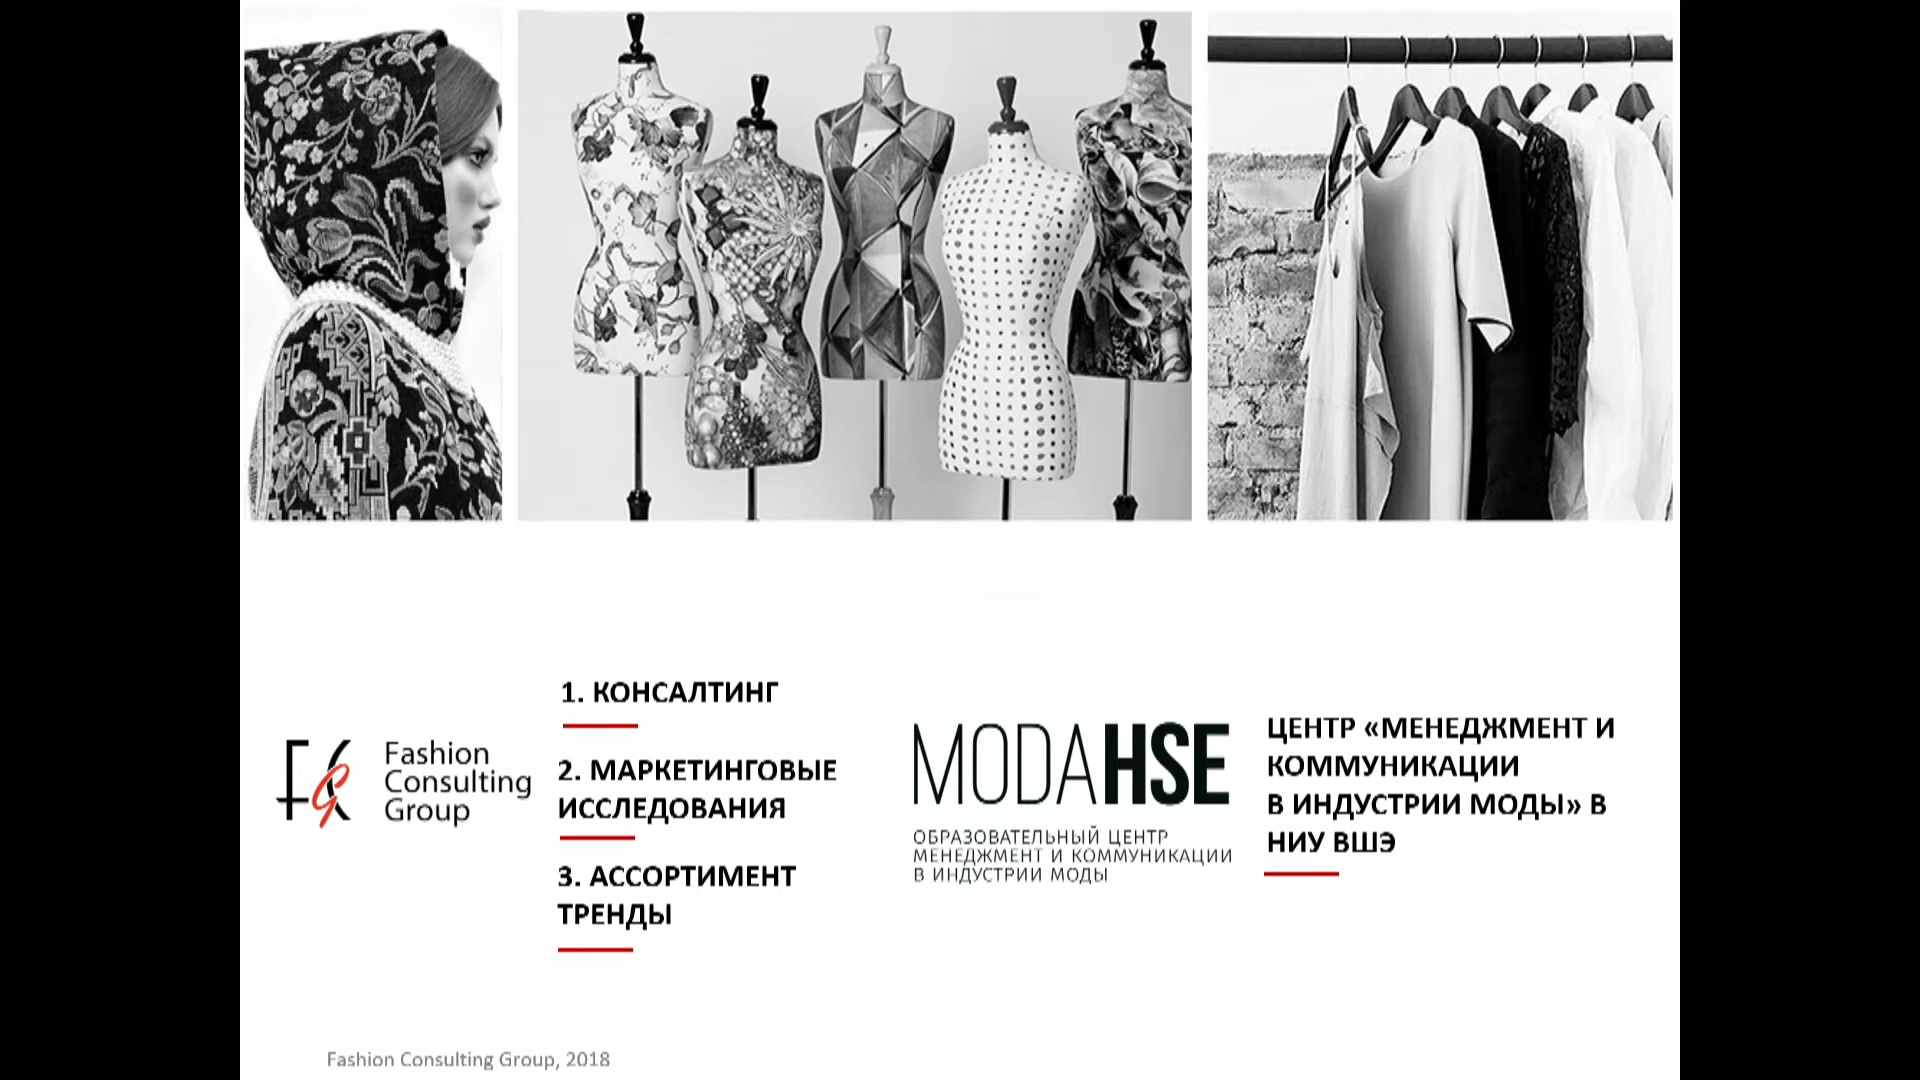 Fashion
Consulting
Group
1. КОНСАЛТИНГ
2. МАРКЕТИНГОВЫЕ
ИССЛЕДОВАНИЯ
3. АССОРТИМЕНТ
ТРЕНДЫ
MODAHSE
ОБРАЗОВАТЕЛЬНЫЙ ЦЕНТР
МЕНЕДЖМЕНТ И КОММУНИКАЦИИ
В ИНДУСТРИИ МОДЫ
ЦЕНТР «МЕНЕДЖМЕНТ И
КОММУНИКАЦИИ
В ИНДУСТРИИ МОДЫ» В
НИУ ВШЭ
Fashion Consulting Group, 2018